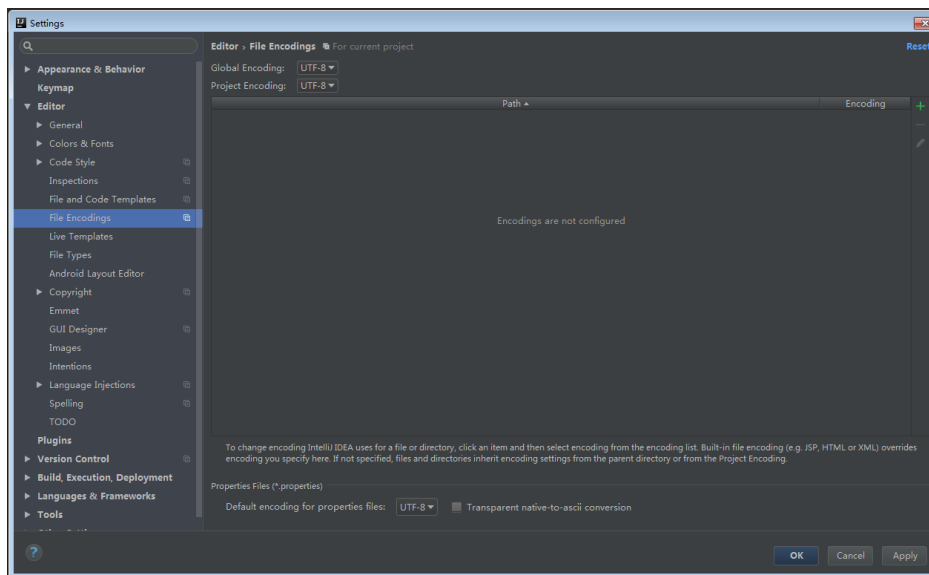 Settings
Editor › File Encodings For current project
Reset
Global Encoding: UTF-8
Project Encoding: UTF-8
Path Encoding
Encodings are not configured
Appearance & Behavior
Keymap
Editor
General
Colors & Fonts
Code Style
Inspections
File and Code Templates
File Encodings
Live Templates
File Types
Android Layout Editor
Copyright
Emmet
GUI Designer
Images
Intentions
Language Injections
Spelling
TODO
Plugins
Version Control
Build, Execution, Deployment
Languages & Frameworks
Tools
To change encoding IntelliJ IDEA uses for a file or directory, click an item and then select encoding from the encoding list. Built-in file encoding (e.g. JSP, HTML or XML) overrides
encoding you specify here. If not specified, files and directories inherit encoding settings from the parent directory or from the Project Encoding.
Properties Files (*.properties)
Default encoding for properties files: UTF-8 Transparent native-to-ascii conversion
?
OK Cancel Apply